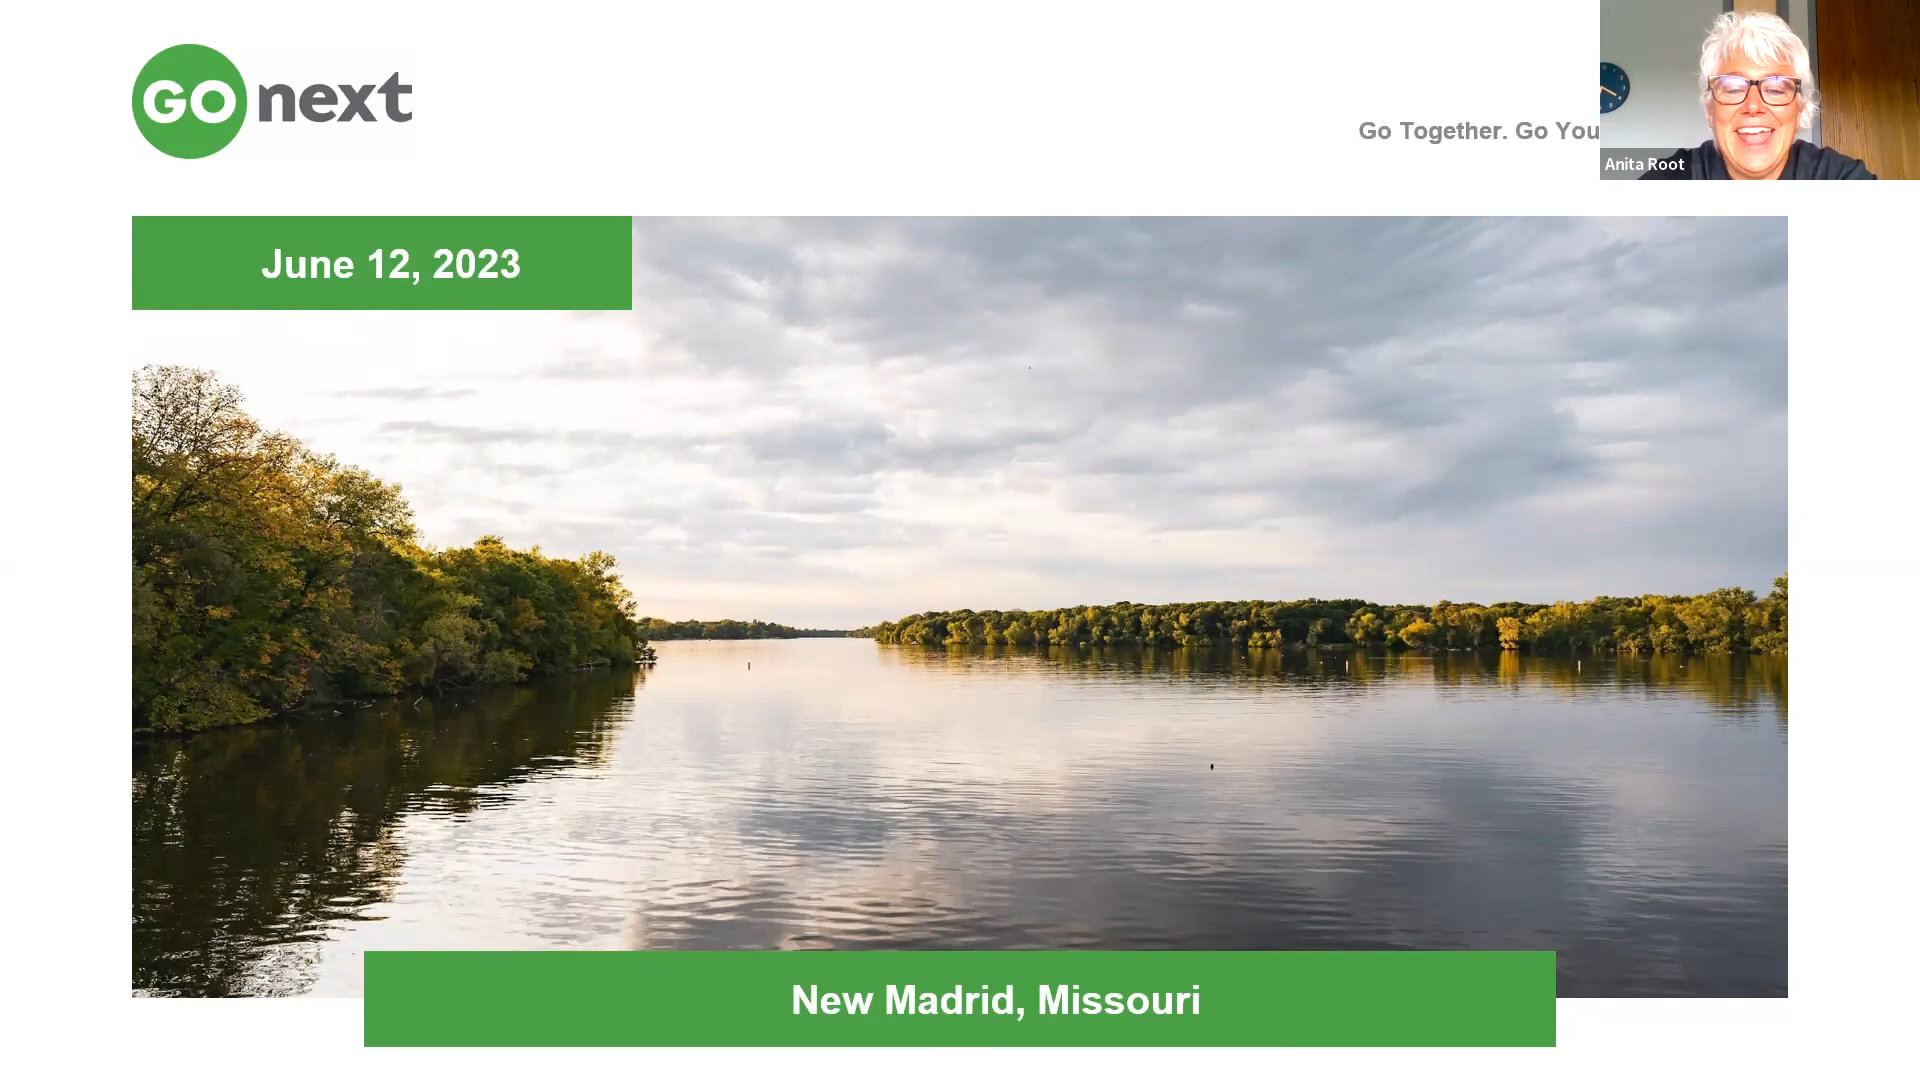 GO next
Go Together. Go You
Anita Root
June 12, 2023
New Madrid, Missouri